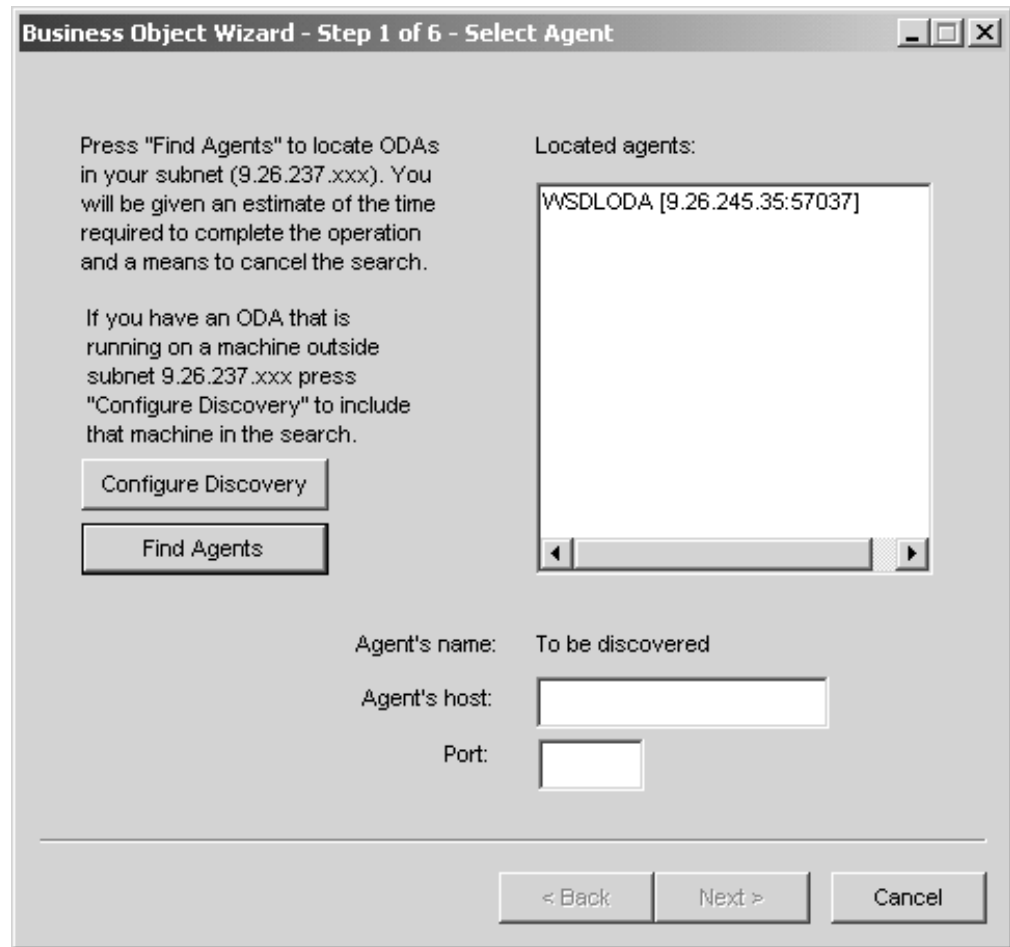 Business Object Wizard - Step 1 of 6 - Select Agent
Press "Find Agents" to locate ODAs
in your subnet (9.26.237.xxx). You
will be given an estimate of the time
required to complete the operation
and a means to cancel the search.
If you have an ODA that is
running on a machine outside
subnet 9.26.237.xxx press
"Configure Discovery" to include
that machine in the search.
Configure Discovery
Find Agents
Located agents:
WSDLODA [9.26.245.35:57037]
Agent's name: To be discovered
Agent's host:
Port:
< Back
Next >
Cancel